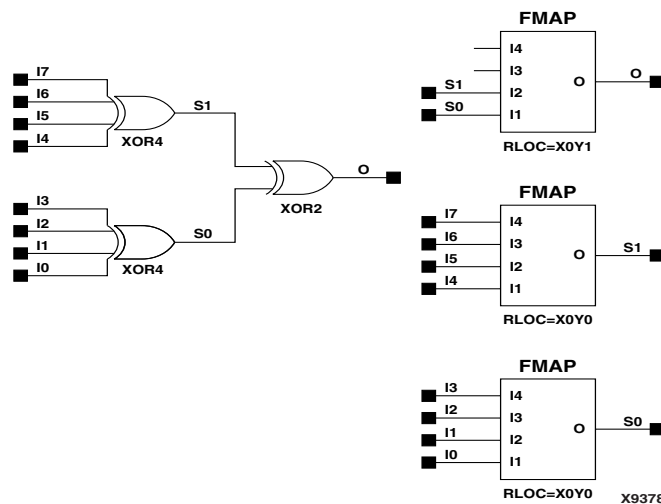 I7
I6
I5
I4
XOR4
S1
I3
I2
I1
I0
XOR4
S0
XOR2
O
FMAP
I4
I3
S1 I2
S0 I1
O O
RLOC=X0Y1
FMAP
I7 I4
I6 I3
I5 I2
I4 I1
O S1
RLOC=X0Y0
FMAP
I3 I4
I2 I3
I1 I2
I0 I1
O S0
RLOC=X0Y0
X9378